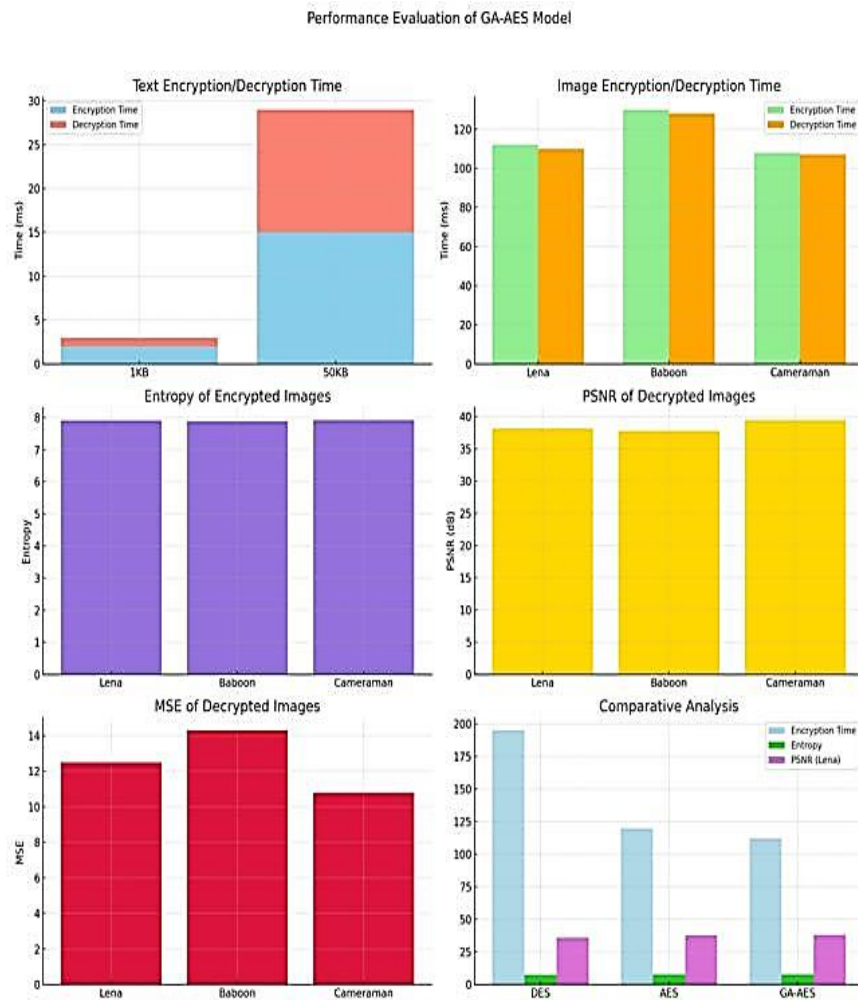 Performance Evaluation of GA-AES Model
Text Encryption/Decryption Time
30
25
20
15
10
5
0
Time (ms)
Encryption Time
Decryption Time
1KB
50KB
Image Encryption/Decryption Time
120
100
80
60
40
20
0
Time (ms)
Encryption Time
Decryption Time
Lena
Baboon
Cameraman
Entropy of Encrypted Images
8
7
6
5
4
3
2
1
0
Entropy
Lena
Baboon
Cameraman
PSNR of Decrypted Images
40
35
30
25
20
15
10
5
0
PSNR (dB)
Lena
Baboon
Cameraman
MSE of Decrypted Images
14
12
10
8
6
4
2
0
MSE
Lena
Baboon
Cameraman
Comparative Analysis
200
175
150
125
100
75
50
25
0
Encryption Time
Entropy
PSNR (Lena)
DES
AES
GA-AES